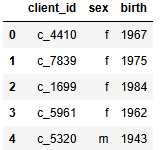 client_id sex birth
0 c_4410 f 1967
1 c_7839 f 1975
2 c_1699 f 1984
3 c_5961 f 1962
4 c_5320 m 1943